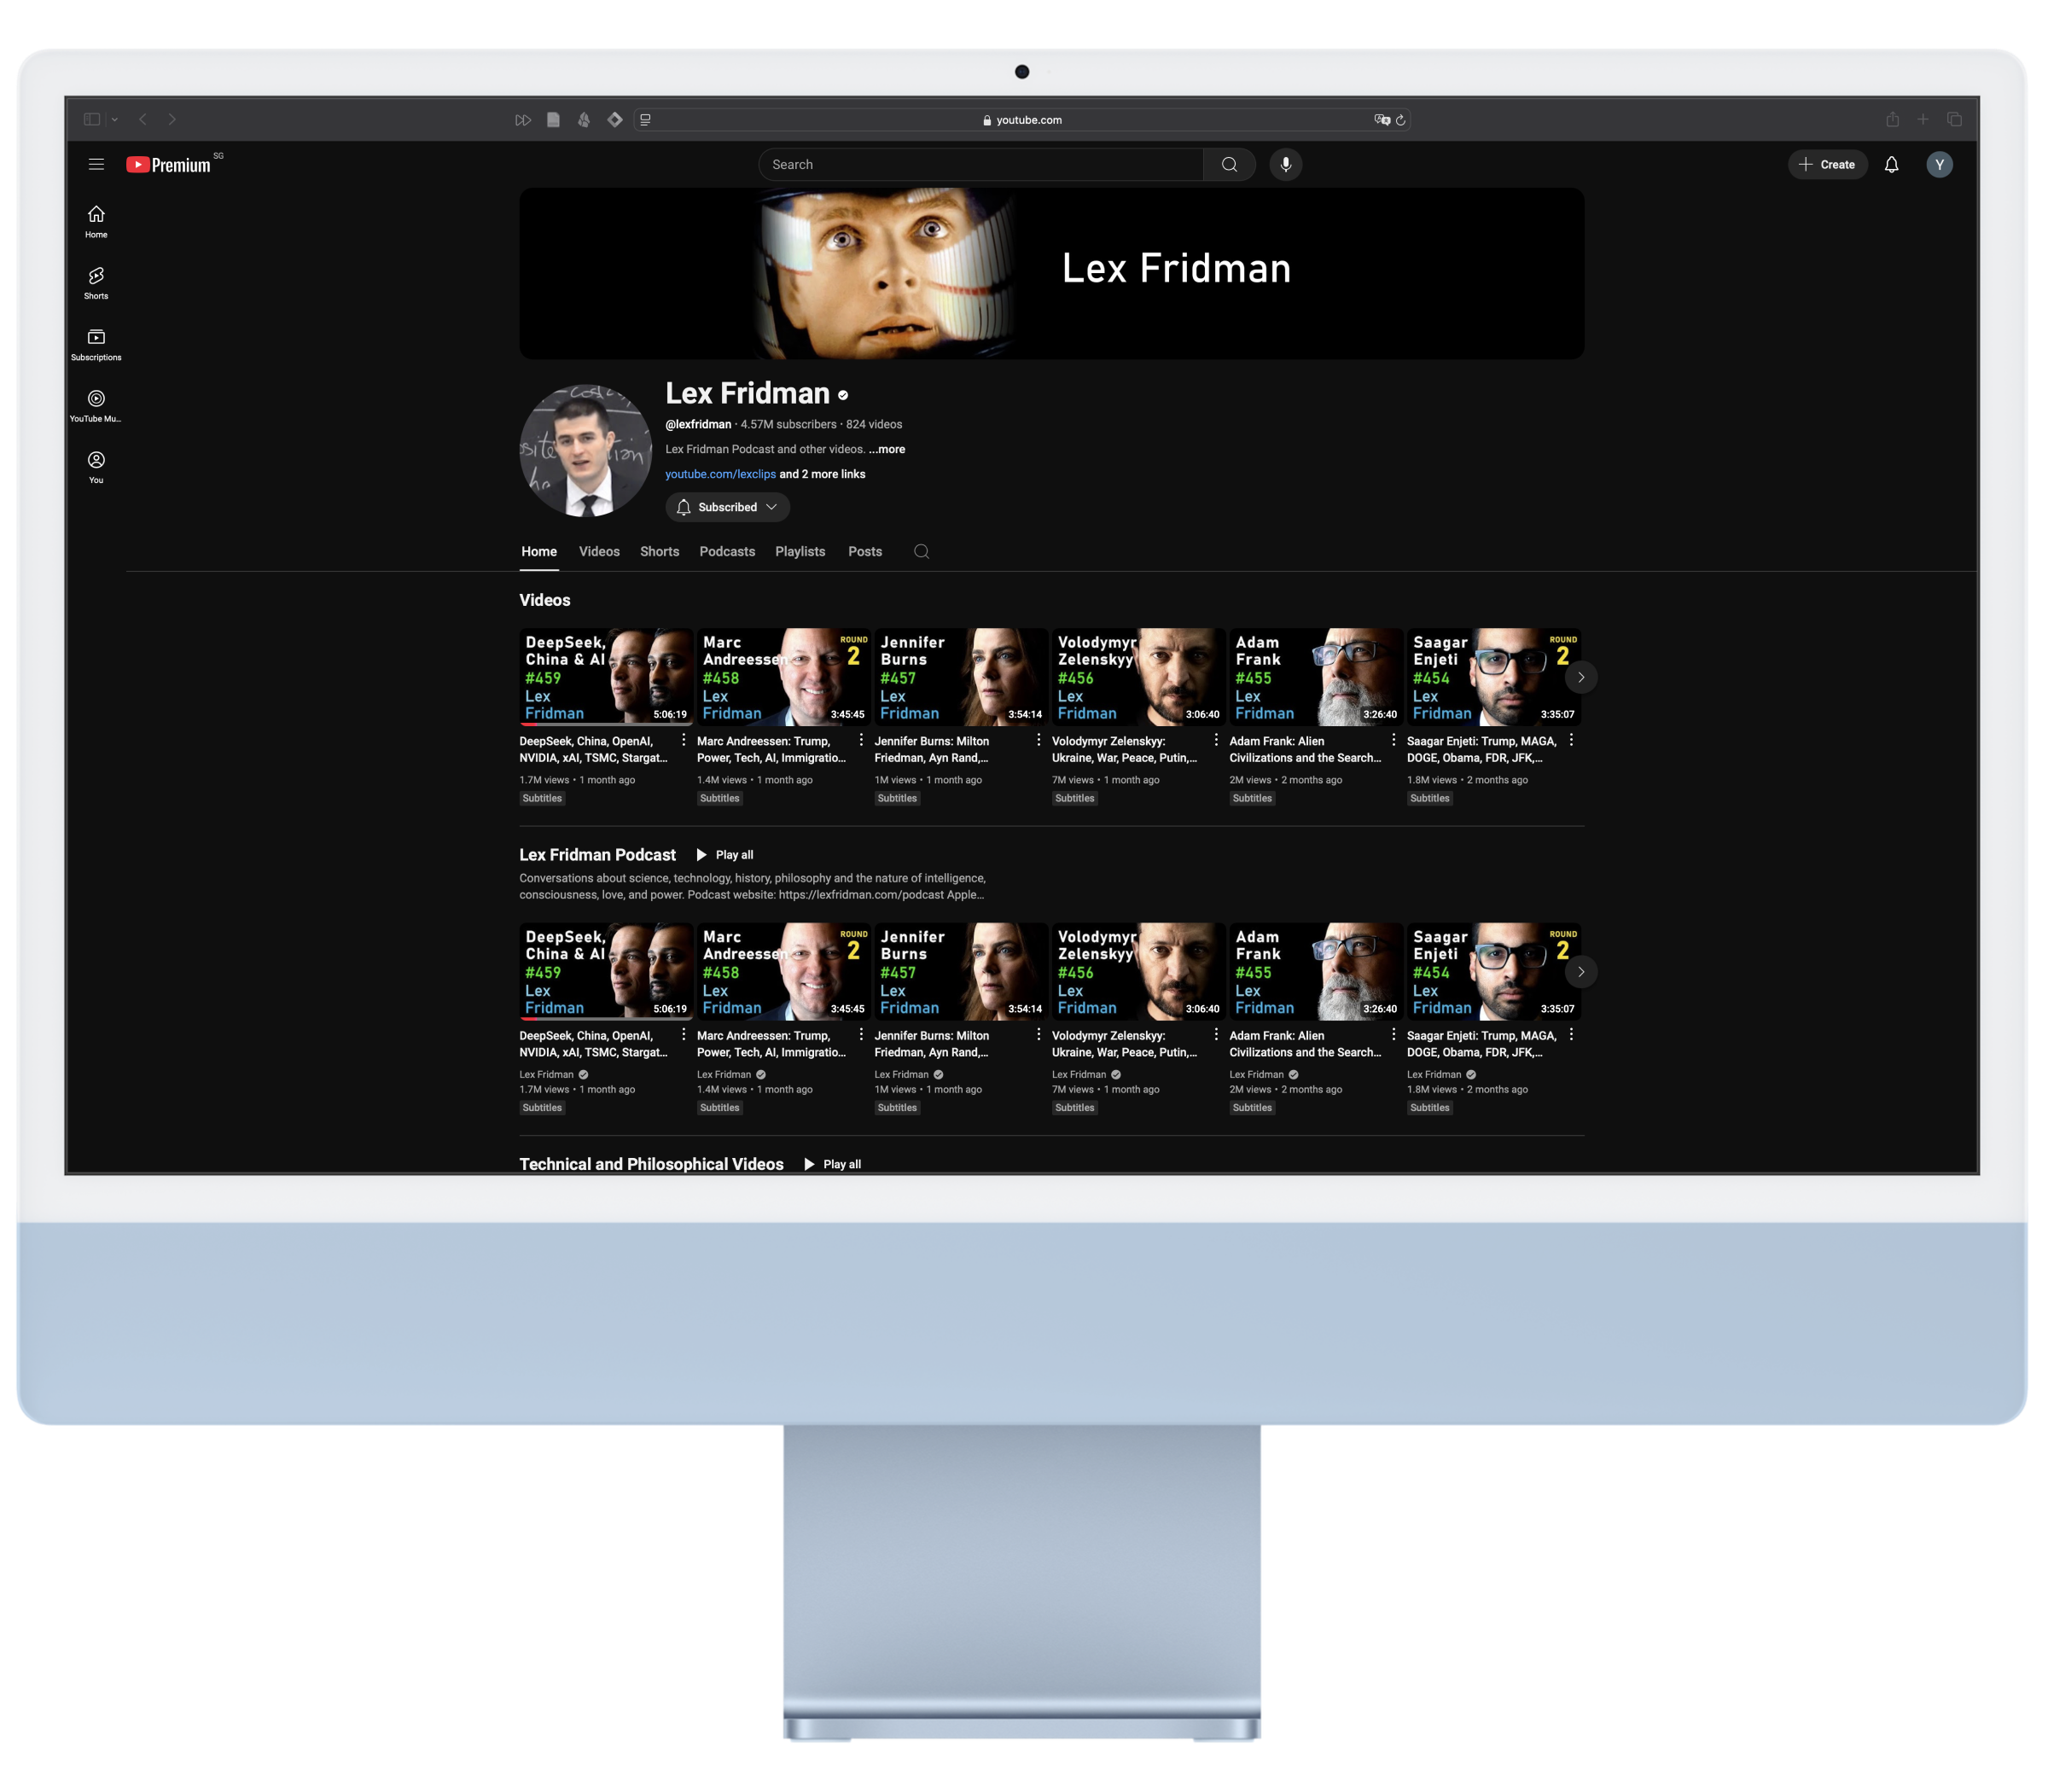 youtube.com
Premium SG
Search
Create
Y
Home
Shorts
Subscriptions
YouTube Mu...
You
Lex Fridman
Lex Fridman
@lexfridman · 4.57M subscribers · 824 videos
Lex Fridman Podcast and other videos. ...more
youtube.com/lexclips and 2 more links
Subscribed
Home Videos Shorts Podcasts Playlists Posts
Videos
DeepSeek,
China & AI
#459
Lex
Fridman
5:06:19
DeepSeek, China, OpenAI,
NVIDIA, xAI, TSMC, Stargat...
1.7M views • 1 month ago
Subtitles
Marc
Andreessen
#458
Lex
Fridman
ROUND
2
3:45:45
Marc Andreessen: Trump,
Power, Tech, AI, Immigratio...
1.4M views • 1 month ago
Subtitles
Jennifer
Burns
#457
Lex
Fridman
3:54:14
Jennifer Burns: Milton
Friedman, Ayn Rand,...
1M views • 1 month ago
Subtitles
Volodymyr
Zelenskyy
#456
Lex
Fridman
3:06:40
Volodymyr Zelenskyy:
Ukraine, War, Peace, Putin,...
7M views • 1 month ago
Subtitles
Adam
Frank
#455
Lex
Fridman
3:26:40
Adam Frank: Alien
Civilizations and the Search...
2M views • 2 months ago
Subtitles
Saagar
Enjeti
#454
Lex
Fridman
ROUND
2
3:35:07
Saagar Enjeti: Trump, MAGA,
DOGE, Obama, FDR, JFK,...
1.8M views • 2 months ago
Subtitles
Lex Fridman Podcast
Play all
Conversations about science, technology, history, philosophy and the nature of intelligence,
consciousness, love, and power. Podcast website: https://lexfridman.com/podcast Apple...
DeepSeek,
China & AI
#459
Lex
Fridman
5:06:19
DeepSeek, China, OpenAI,
NVIDIA, xAI, TSMC, Stargat...
Lex Fridman
1.7M views • 1 month ago
Subtitles
Marc
Andreessen
#458
Lex
Fridman
ROUND
2
3:45:45
Marc Andreessen: Trump,
Power, Tech, AI, Immigratio...
Lex Fridman
1.4M views • 1 month ago
Subtitles
Jennifer
Burns
#457
Lex
Fridman
3:54:14
Jennifer Burns: Milton
Friedman, Ayn Rand,...
Lex Fridman
1M views • 1 month ago
Subtitles
Volodymyr
Zelenskyy
#456
Lex
Fridman
3:06:40
Volodymyr Zelenskyy:
Ukraine, War, Peace, Putin,...
Lex Fridman
7M views • 1 month ago
Subtitles
Adam
Frank
#455
Lex
Fridman
3:26:40
Adam Frank: Alien
Civilizations and the Search...
Lex Fridman
2M views • 2 months ago
Subtitles
Saagar
Enjeti
#454
Lex
Fridman
ROUND
2
3:35:07
Saagar Enjeti: Trump, MAGA,
DOGE, Obama, FDR, JFK,...
Lex Fridman
1.8M views • 2 months ago
Subtitles
Technical and Philosophical Videos
Play all